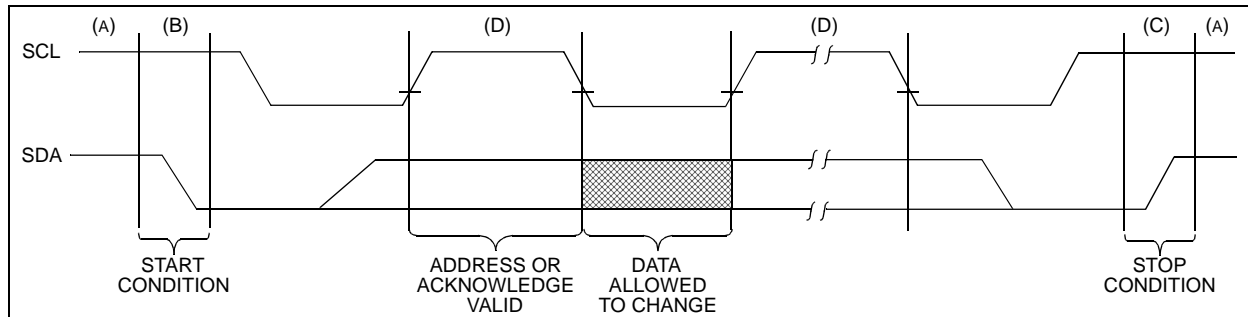 (A) (B) (D) (D) (C) (A)
SCL
SDA
START
CONDITION
ADDRESS OR
ACKNOWLEDGE
VALID
DATA
ALLOWED
TO CHANGE
STOP
CONDITION